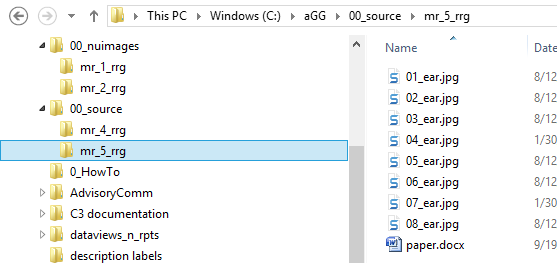 This PC ▸ Windows (C:) ▸ aGG ▸ 00_source ▸ mr_5_rrg
00_nuimages
mr_1_rrg
mr_2_rrg
00_source
mr_4_rrg
mr_5_rrg
0_HowTo
AdvisoryComm
C3 documentation
dataviews_n_rpts
description labels
Name
Date
01_ear.jpg 8/12
02_ear.jpg 8/12
03_ear.jpg 8/12
04_ear.jpg 1/30
05_ear.jpg 8/12
06_ear.jpg 8/12
07_ear.jpg 1/30
08_ear.jpg 8/12
paper.docx 9/19